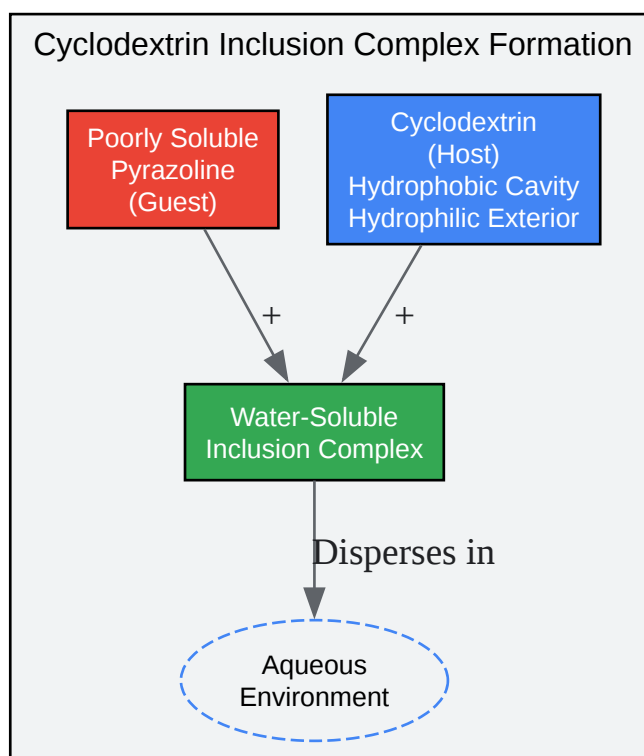 Cyclodextrin Inclusion Complex Formation
Poorly Soluble
Pyrazoline
(Guest)
Cyclodextrin
(Host)
Hydrophobic Cavity
Hydrophilic Exterior
+
+
Water-Soluble
Inclusion Complex
Disperses in
Aqueous
Environment